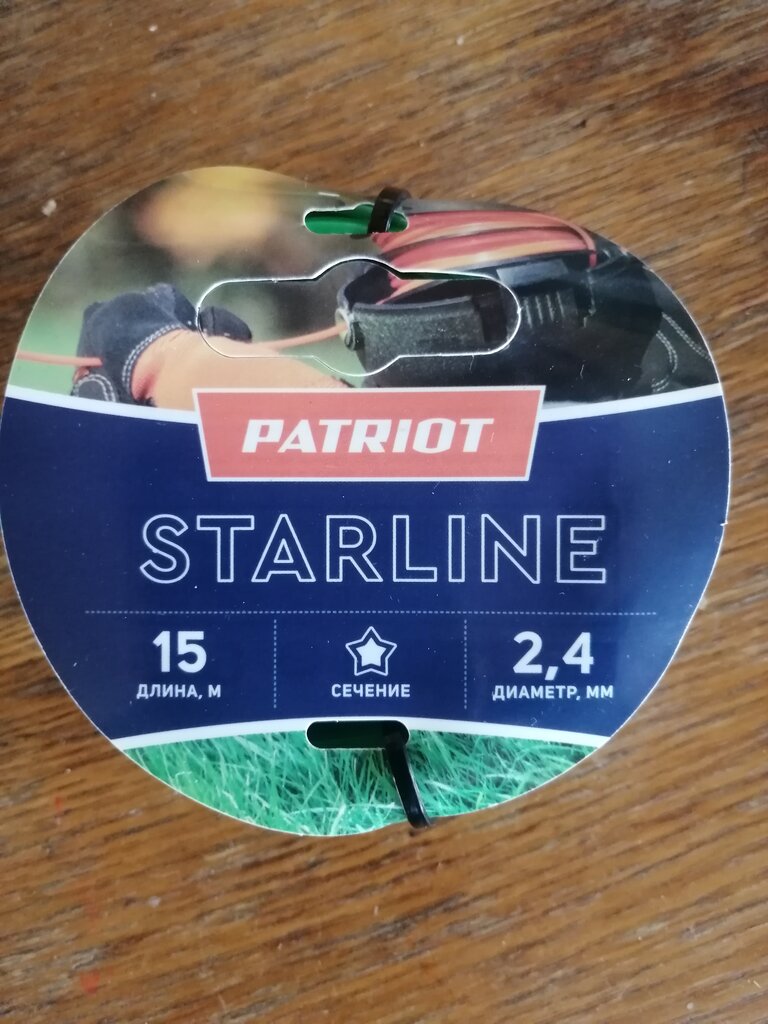 PATRIOT
STARLINE
15 2,4
ДЛИНА, М СЕЧЕНИЕ ДИАМЕТР, ММ